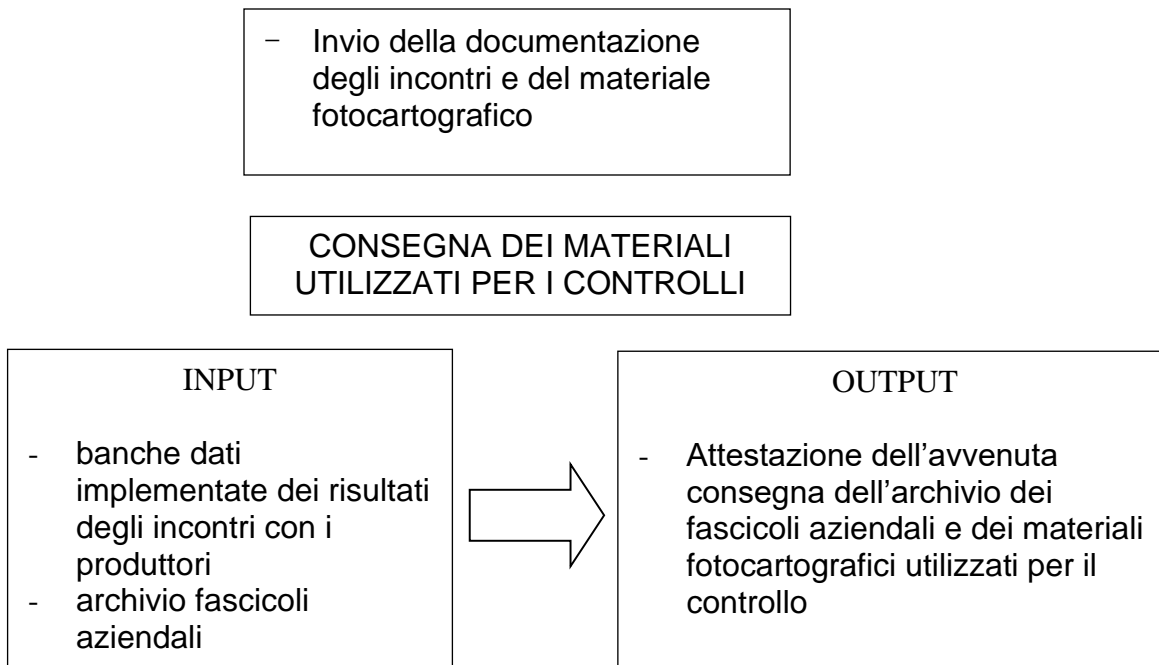 – Invio della documentazione
degli incontri e del materiale
fotocartografico
CONSEGNA DEI MATERIALI
UTILIZZATI PER I CONTROLLI
INPUT
- banche dati
implementate dei risultati
degli incontri con i
produttori
- archivio fascicoli
aziendali
OUTPUT
- Attestazione dell’avvenuta
consegna dell’archivio dei
fascicoli aziendali e dei materiali
fotocartografici utilizzati per il
controllo